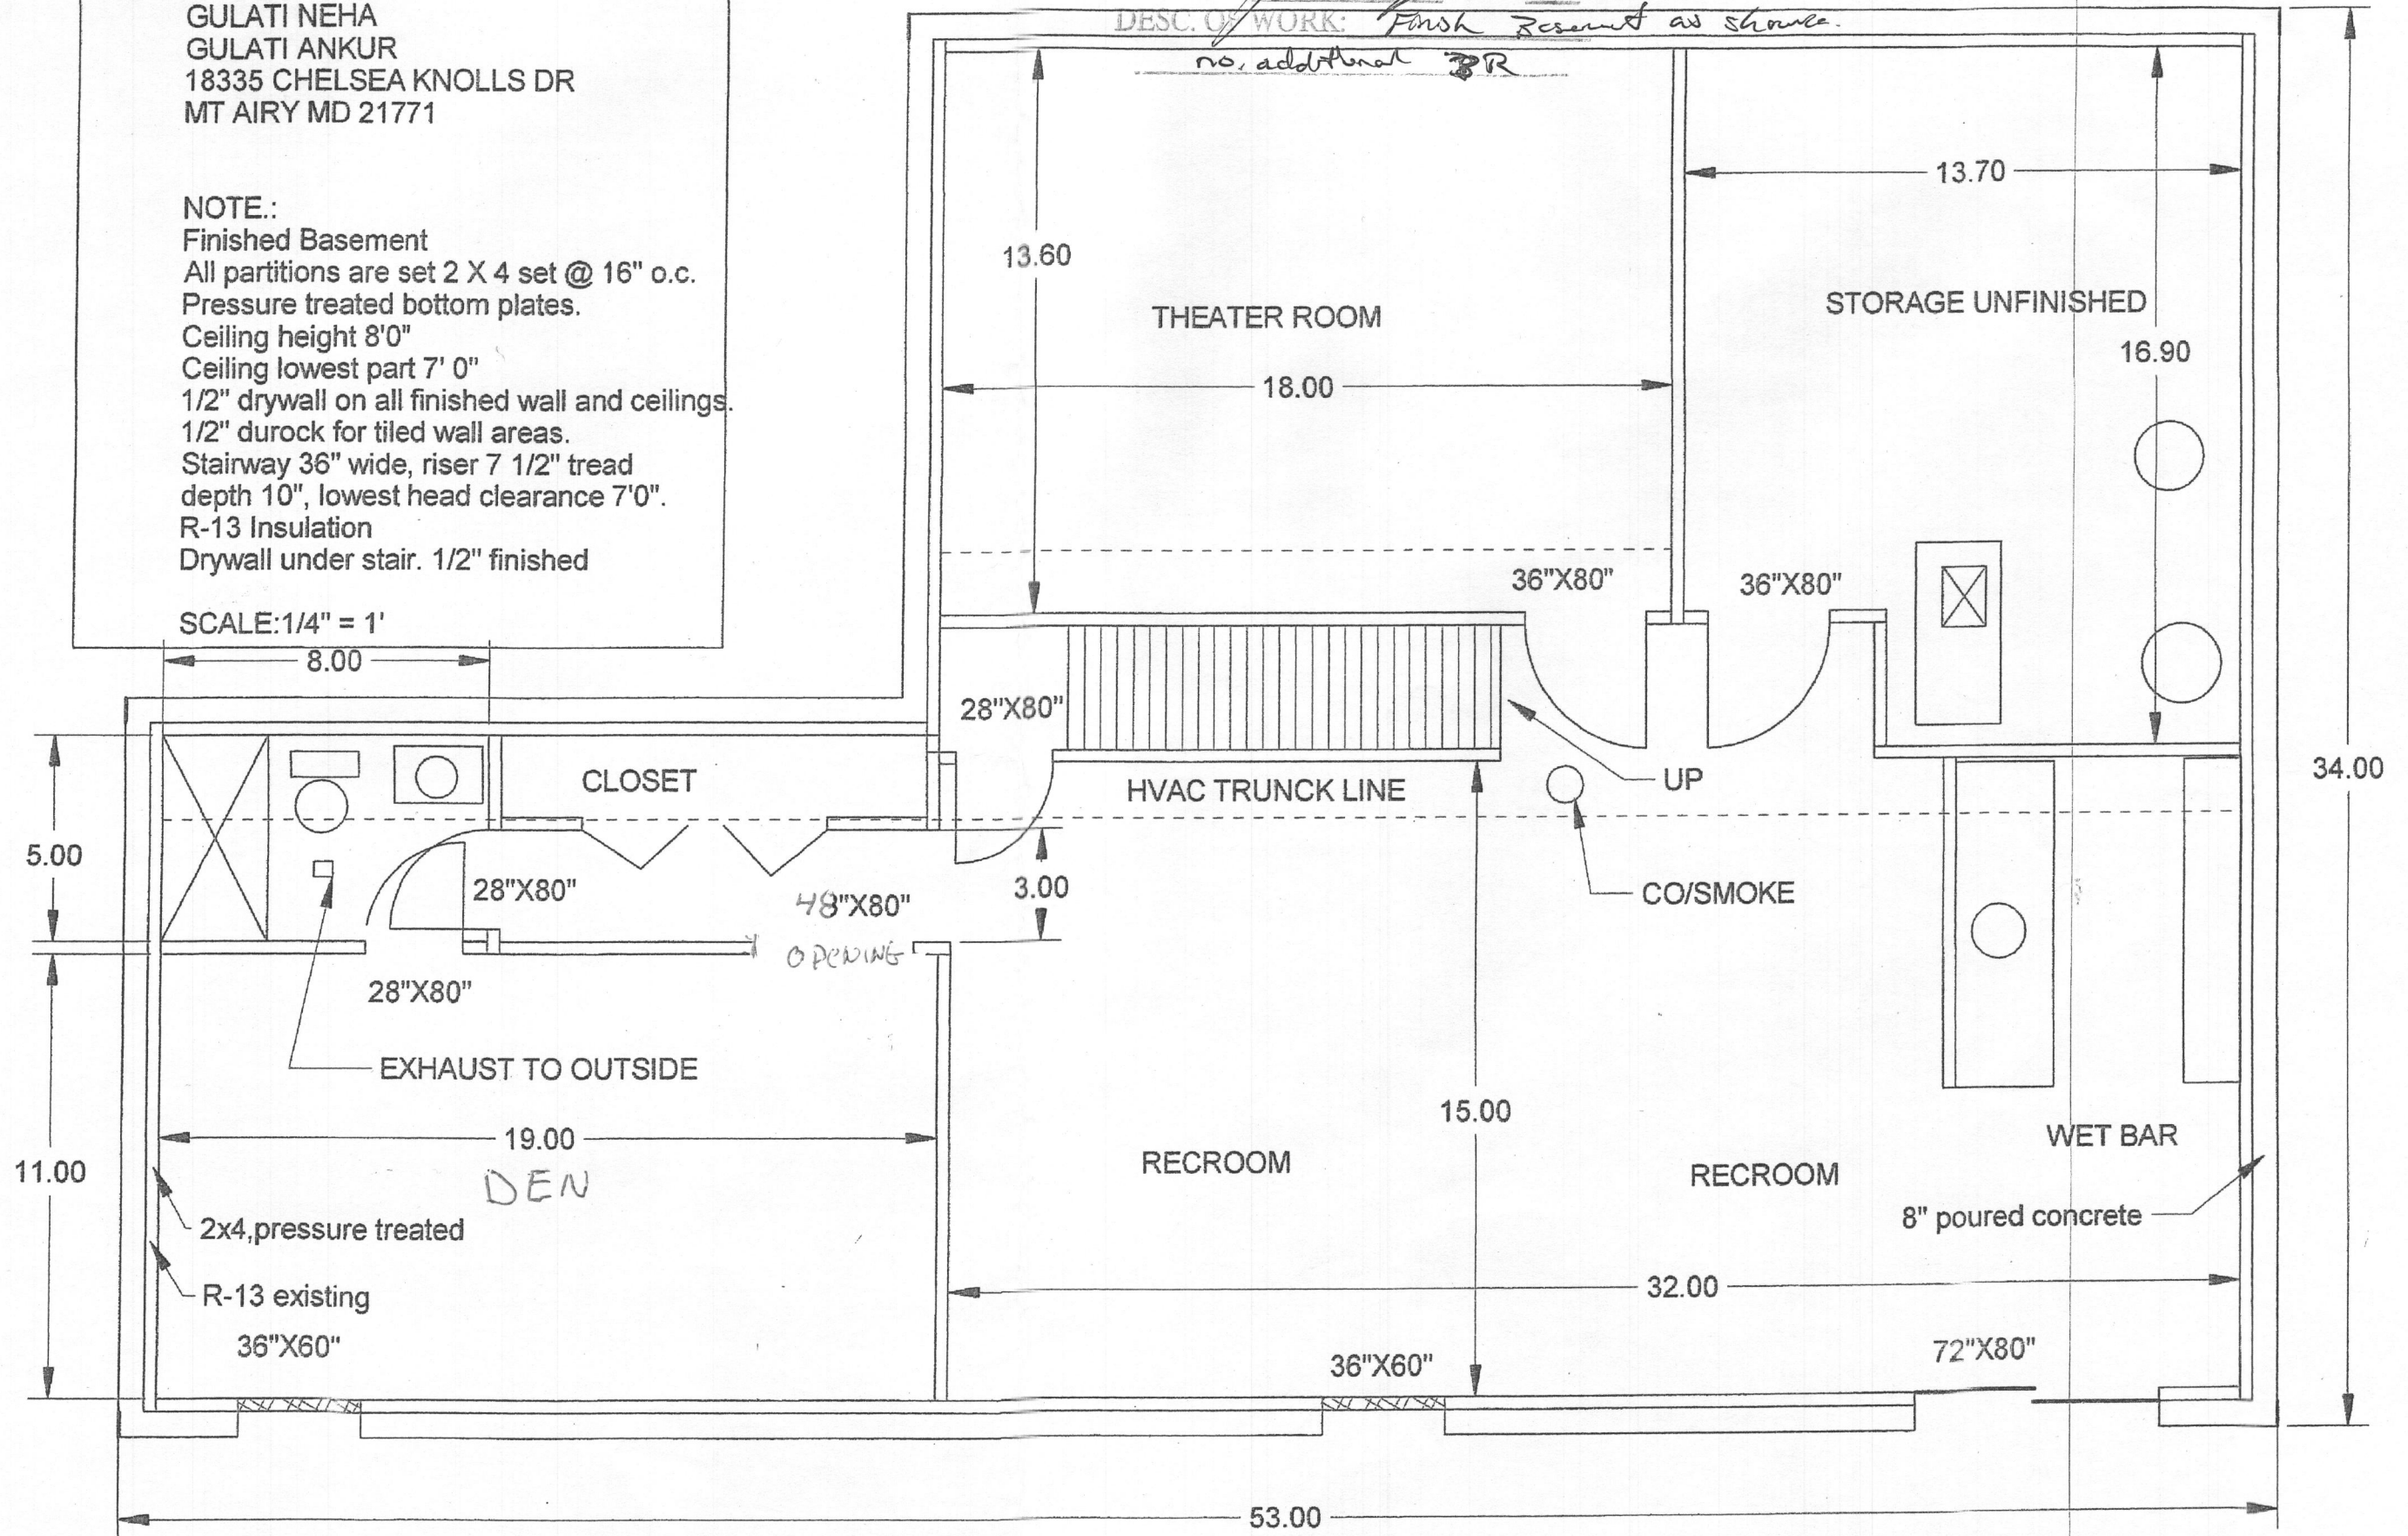 GULATI NEHA
GULATI ANKUR
18335 CHELSEA KNOLLS DR
MT AIRY MD 21771
NOTE.:
Finished Basement
All partitions are set 2 X 4 set @ 16" o.c.
Pressure treated bottom plates.
Ceiling height 8'0"
Ceiling lowest part 7' 0"
1/2" drywall on all finished wall and ceilings.
1/2" durock for tiled wall areas.
Stairway 36" wide, riser 7 1/2" tread
depth 10", lowest head clearance 7'0".
R-13 Insulation
Drywall under stair. 1/2" finished
SCALE:1/4" = 1'
DESC. OF WORK: Finish Basement as shown.
no. additional BR
13.60
13.70
THEATER ROOM
STORAGE UNFINISHED
16.90
18.00
36"X80"
36"X80"
8.00
28"X80"
CLOSET
HVAC TRUNCK LINE
UP
34.00
5.00
28"X80"
48"X80"
OPENING
3.00
CO/SMOKE
28"X80"
EXHAUST TO OUTSIDE
19.00
DEN
11.00
15.00
RECROOM
RECROOM
WET BAR
2x4,pressure treated
8" poured concrete
R-13 existing
32.00
36"X60"
36"X60"
72"X80"
53.00